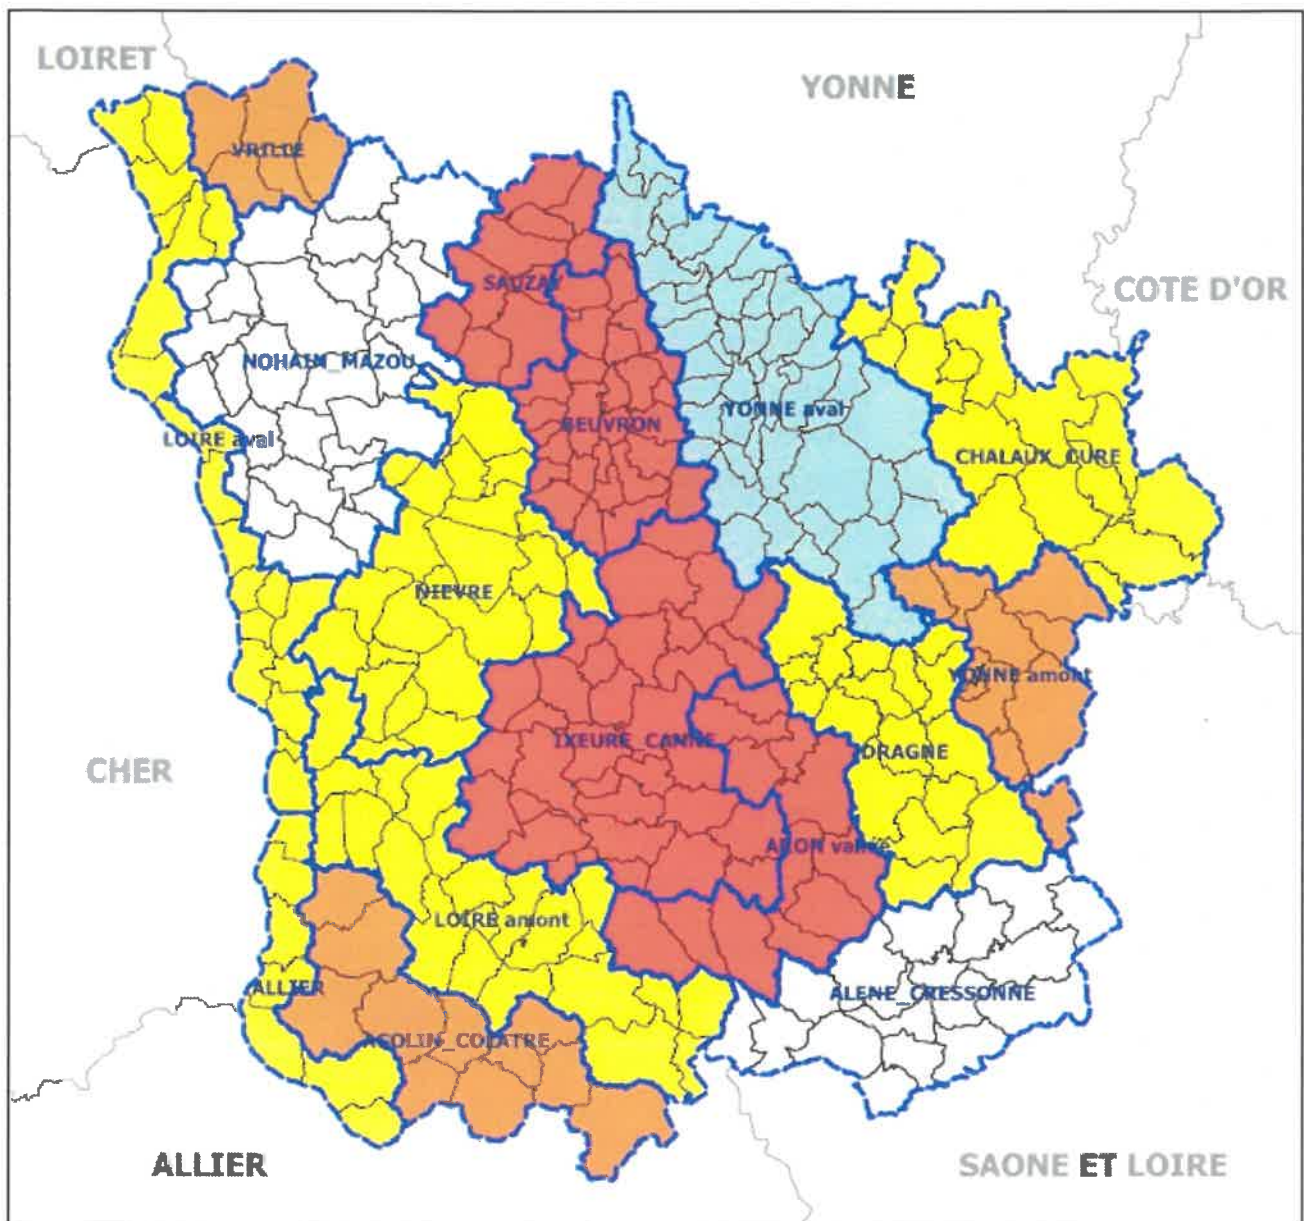 LOIRET
YONNE
VRILLE
COTE D'OR
SAUZAY
NOHAIN_MAZOU
YONNE aval
BEUVRON
LOIRE aval
CHALAUX_CURE
NIEVRE
YONNE amont
IXEURE_CANNE
DRAGNE
CHER
ARON vallée
LOIRE amont
ALLIER
ALENE_CRESSONNE
ACOLIN_COLATRE
ALLIER
SAONE ET LOIRE